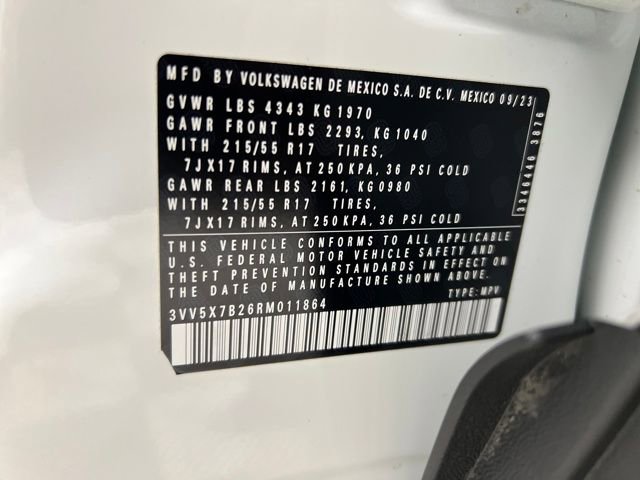 MFD BY VOLKSWAGEN DE MEXICO S.A. DE C.V. MEXICO 09/23
GVWR LBS 4343 KG 1970
GAWR FRONT LBS 2293, KG 1040
WITH 215/55 R17 TIRES,
7JX17 RIMS, AT 250 KPA, 36 PSI COLD
GAWR REAR LBS 2161, KG 0980
WITH 215/55 R17 TIRES,
7JX17 RIMS, AT 250 KPA, 36 PSI COLD
THIS VEHICLE CONFORMS TO ALL APPLICABLE
U.S. FEDERAL MOTOR VEHICLE SAFETY AND
THEFT PREVENTION STANDARDS IN EFFECT ON
THE DATE OF MANUFACTURE SHOWN ABOVE.
3VV5X7B26RM011864 TYPE: MPV
3346446 3876